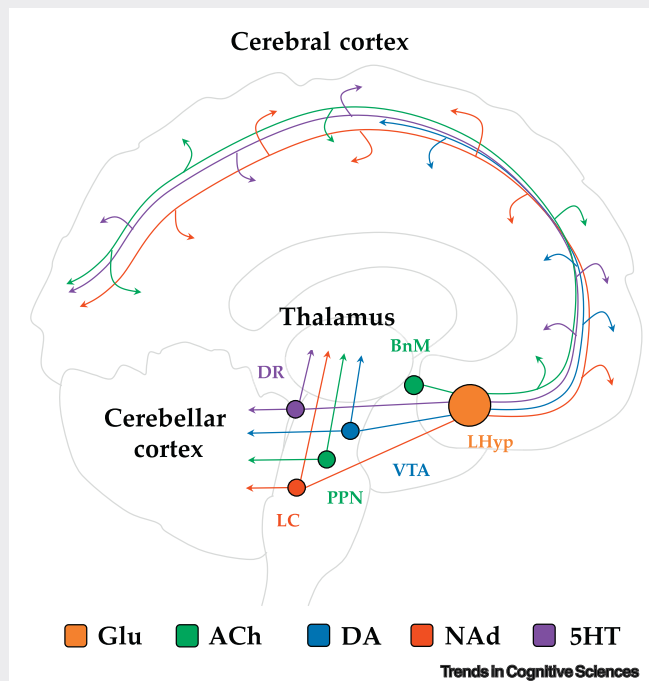 Cerebral cortex
Thalamus
BnM
DR
Cerebellar
cortex
LHyp
VTA
PPN
LC
Glu ACh DA NAd 5HT
Trends in Cognitive Sciences